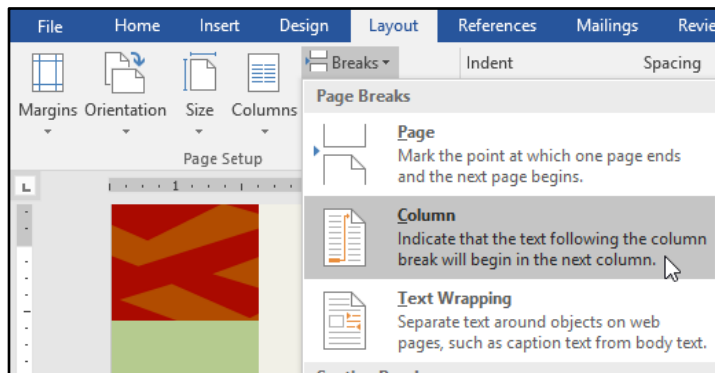 File Home Insert Design Layout References Mailings
Breaks Indent Spacing
Margins Orientation Size Columns
Page Setup
Page Breaks
Page
Mark the point at which one page ends
and the next page begins.
L 1
Column
Indicate that the text following the column
break will begin in the next column.
Text Wrapping
Separate text around objects on web
pages, such as caption text from body text.